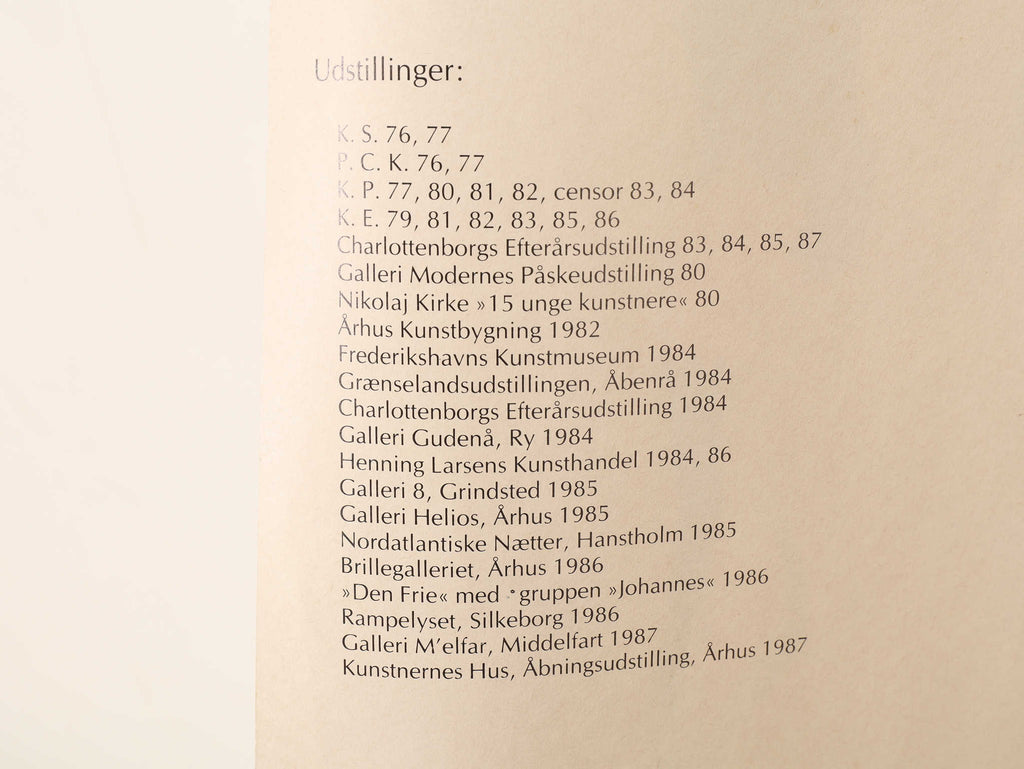 Udstillinger:
K. S. 76, 77
P. C. K. 76, 77
K. P. 77, 80, 81, 82, censor 83, 84
K. E. 79, 81, 82, 83, 85, 86
Charlottenborgs Efterårsudstilling 83, 84, 85, 87
Galleri Modernes Påskeudstilling 80
Nikolaj Kirke »15 unge kunstnere« 80
Århus Kunstbygning 1982
Frederikshavns Kunstmuseum 1984
Grænselandsudstillingen, Åbenrå 1984
Charlottenborgs Efterårsudstilling 1984
Galleri Gudenå, Ry 1984
Henning Larsens Kunsthandel 1984, 86
Galleri 8, Grindsted 1985
Galleri Helios, Århus 1985
Nordatlantiske Nætter, Hanstholm 1985
Brillegalleriet, Århus 1986
»Den Frie« med gruppen »Johannes« 1986
Rampelyset, Silkeborg 1986
Galleri M'elfar, Middelfart 1987
Kunstnernes Hus, Åbningsudstilling, Århus 1987